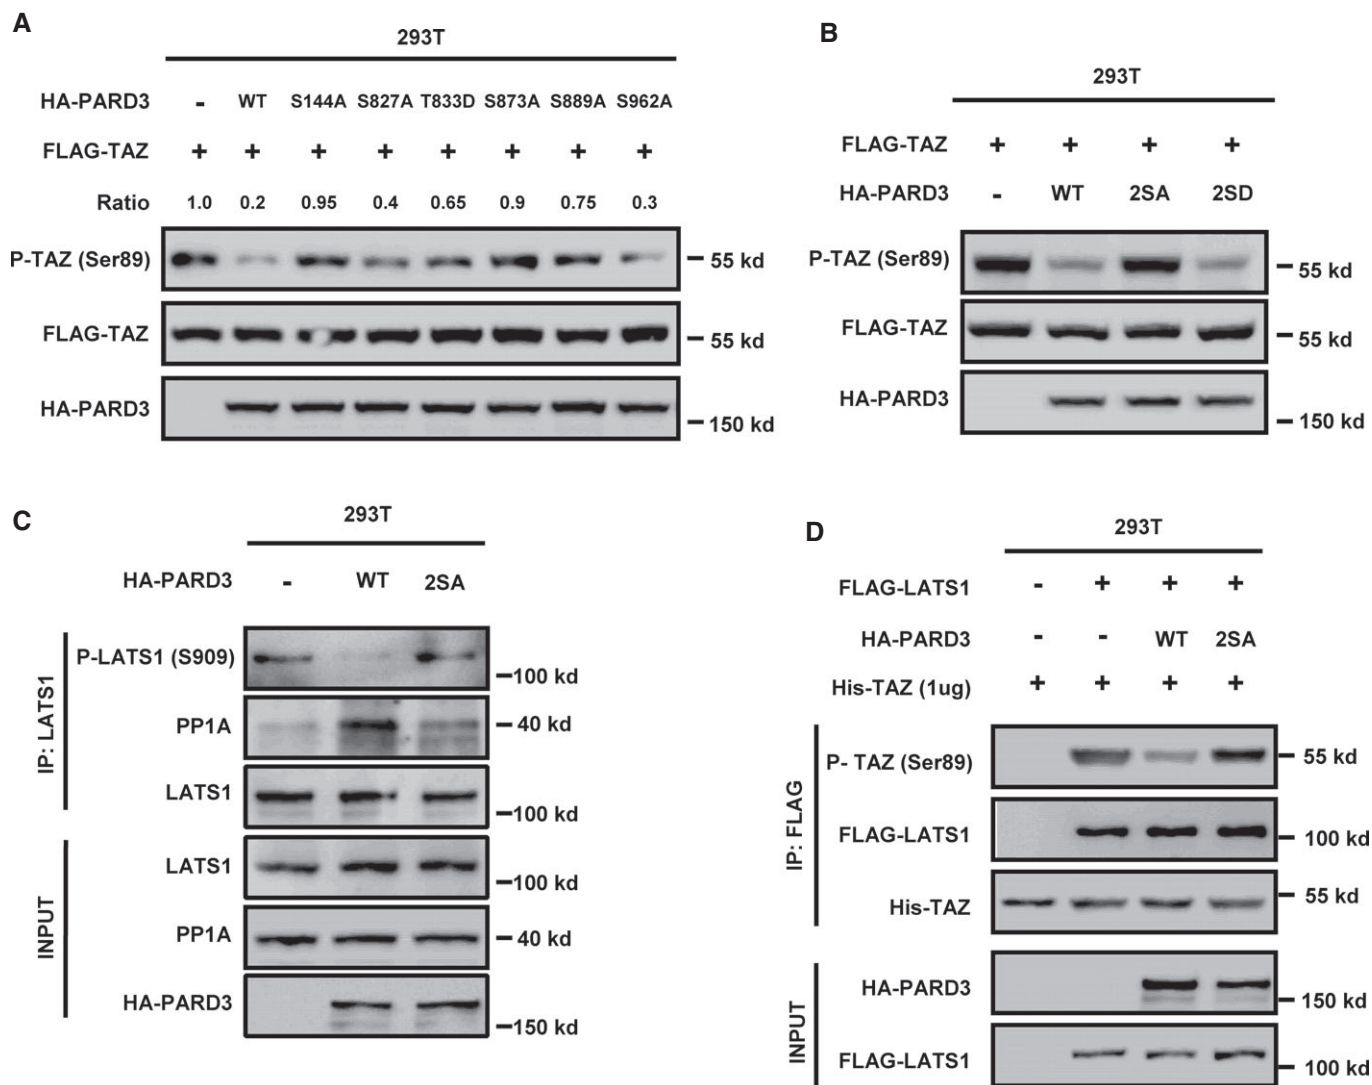 A
293T
HA-PARD3 - WT S144A S827A T833D S873A S889A S962A
FLAG-TAZ + + + + + + + +
Ratio 1.0 0.2 0.95 0.4 0.65 0.9 0.75 0.3
P-TAZ (Ser89) 55 kd
FLAG-TAZ 55 kd
HA-PARD3 150 kd
B
293T
FLAG-TAZ + + + +
HA-PARD3 - WT 2SA 2SD
P-TAZ (Ser89) 55 kd
FLAG-TAZ 55 kd
HA-PARD3 150 kd
C
293T
HA-PARD3 - WT 2SA
IP: LATS1
P-LATS1 (S909) 100 kd
PP1A 40 kd
LATS1 100 kd
INPUT
LATS1 100 kd
PP1A 40 kd
HA-PARD3 150 kd
D
293T
FLAG-LATS1 - + + +
HA-PARD3 - - WT 2SA
His-TAZ (1ug) + + + +
IP: FLAG
P- TAZ (Ser89) 55 kd
FLAG-LATS1 100 kd
His-TAZ 55 kd
INPUT
HA-PARD3 150 kd
FLAG-LATS1 100 kd